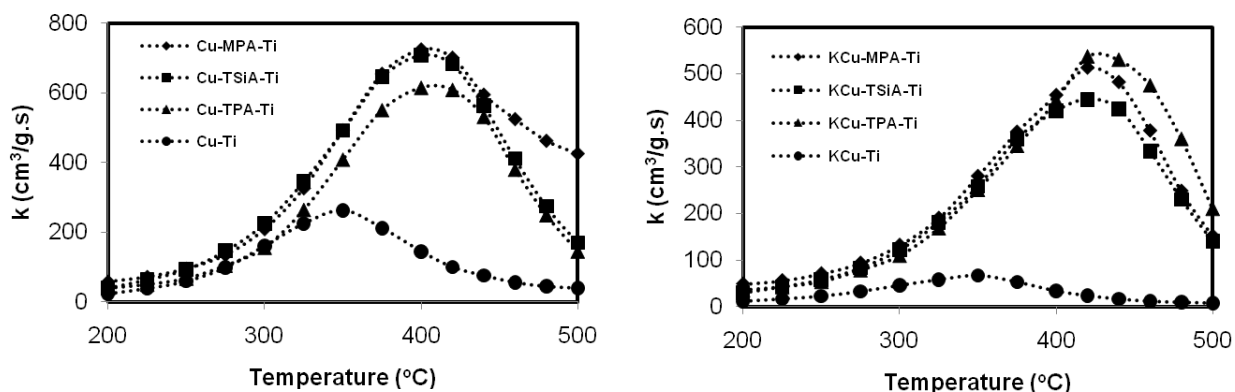 800
600
400
200
0
k (cm³/g.s)
Cu-MPA-Ti
Cu-TSiA-Ti
Cu-TPA-Ti
Cu-Ti
200 300 400 500
Temperature (°C)
600
500
400
300
200
100
0
k (cm³/g.s)
KCu-MPA-Ti
KCu-TSiA-Ti
KCu-TPA-Ti
KCu-Ti
200 300 400 500
Temperature (°C)